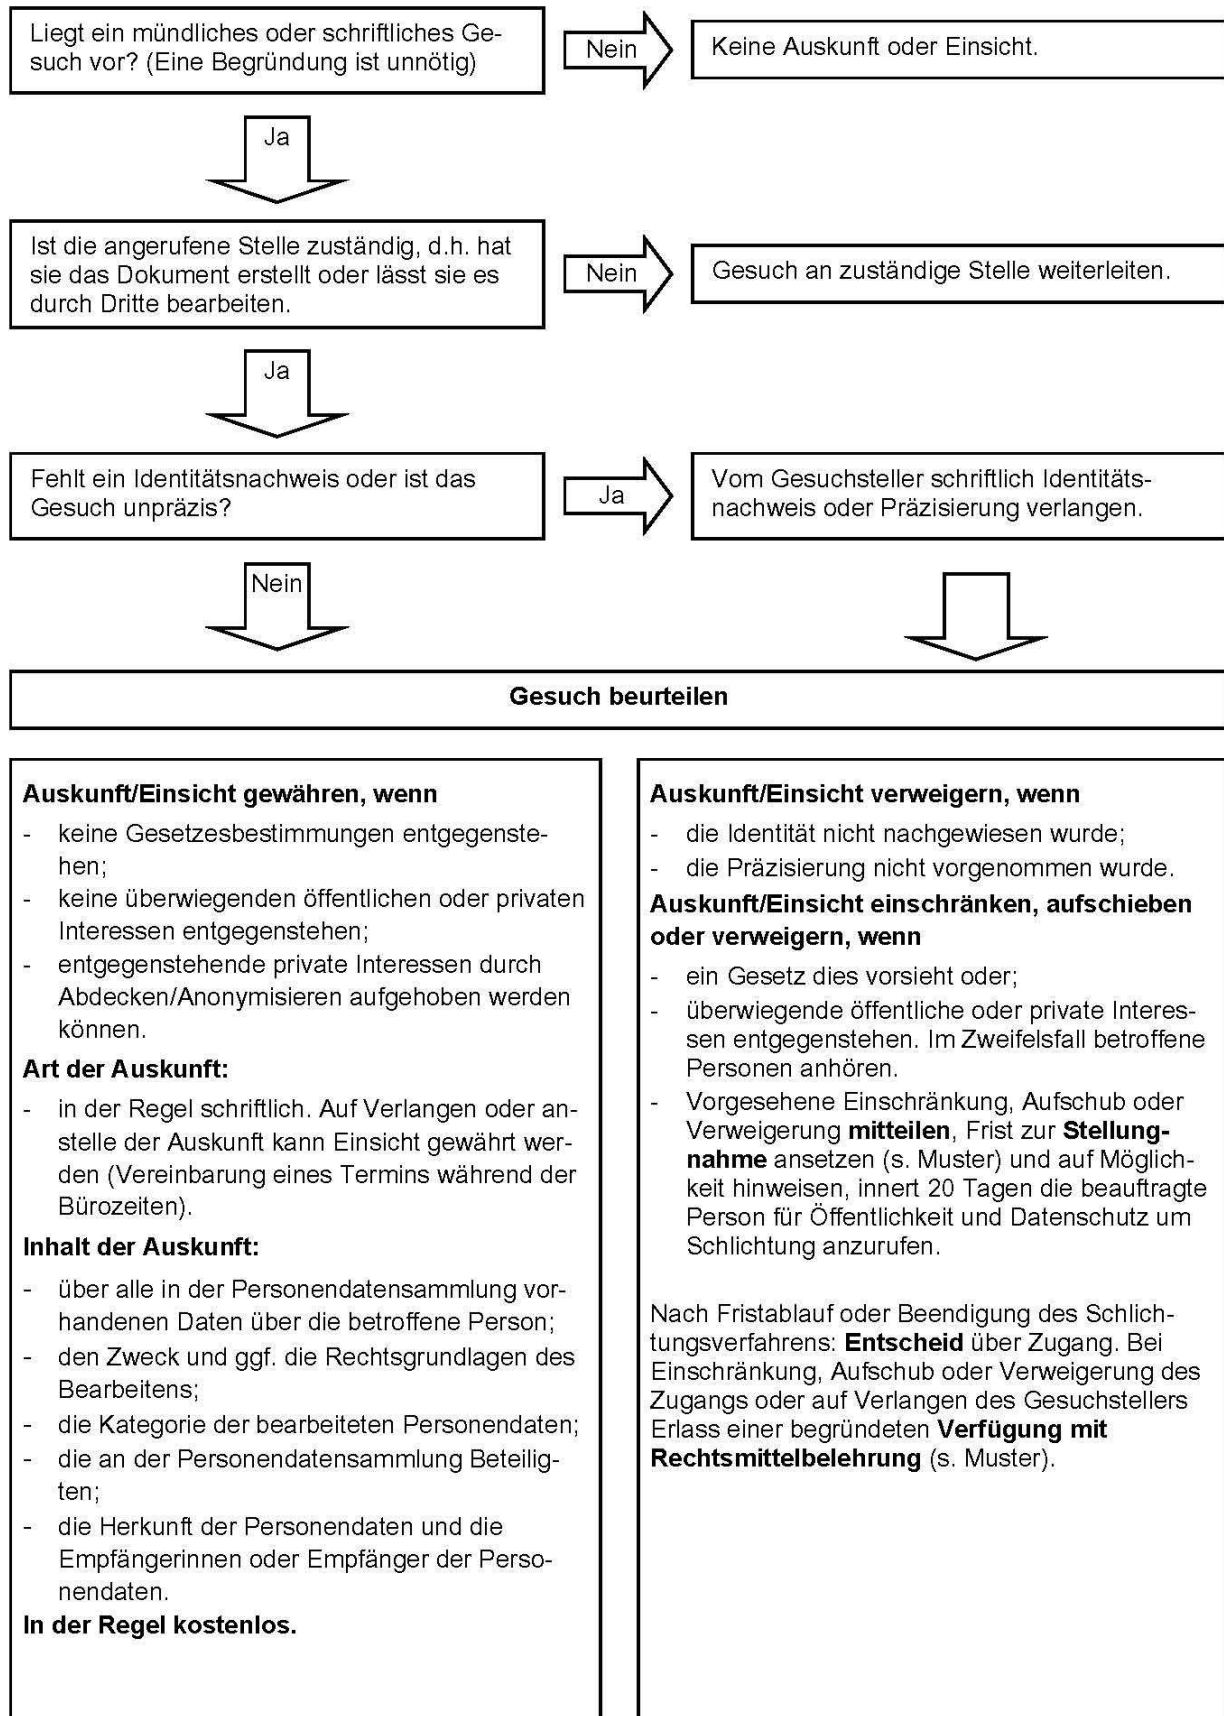 Liegt ein mündliches oder schriftliches Ge-
such vor? (Eine Begründung ist unnötig)
Nein
Keine Auskunft oder Einsicht.
Ja
Ist die angerufene Stelle zuständig, d.h. hat
sie das Dokument erstellt oder lässt sie es
durch Dritte bearbeiten.
Nein
Gesuch an zuständige Stelle weiterleiten.
Ja
Fehlt ein Identitätsnachweis oder ist das
Gesuch unpräzis?
Ja
Vom Gesuchsteller schriftlich Identitäts-
nachweis oder Präzisierung verlangen.
Nein
Gesuch beurteilen
Auskunft/Einsicht gewähren, wenn
- keine Gesetzesbestimmungen entgegenste-
hen;
- keine überwiegenden öffentlichen oder privaten
Interessen entgegenstehen;
- entgegenstehende private Interessen durch
Abdecken/Anonymisieren aufgehoben werden
können.
Art der Auskunft:
- in der Regel schriftlich. Auf Verlangen oder an-
stelle der Auskunft kann Einsicht gewährt wer-
den (Vereinbarung eines Termins während der
Bürozeiten).
Inhalt der Auskunft:
- über alle in der Personendatensammlung vor-
handenen Daten über die betroffene Person;
- den Zweck und ggf. die Rechtsgrundlagen des
Bearbeitens;
- die Kategorie der bearbeiteten Personendaten;
- die an der Personendatensammlung Beteilig-
ten;
- die Herkunft der Personendaten und die
Empfängerinnen oder Empfänger der Perso-
nendaten.
In der Regel kostenlos.
Auskunft/Einsicht verweigern, wenn
- die Identität nicht nachgewiesen wurde;
- die Präzisierung nicht vorgenommen wurde.
Auskunft/Einsicht einschränken, aufschieben
oder verweigern, wenn
- ein Gesetz dies vorsieht oder;
- überwiegende öffentliche oder private Interes-
sen entgegenstehen. Im Zweifelsfall betroffene
Personen anhören.
- Vorgesehene Einschränkung, Aufschub oder
Verweigerung mitteilen, Frist zur Stellung-
nahme ansetzen (s. Muster) und auf Möglich-
keit hinweisen, innert 20 Tagen die beauftragte
Person für Öffentlichkeit und Datenschutz um
Schlichtung anzurufen.
Nach Fristablauf oder Beendigung des Schlich-
tungsverfahrens: Entscheid über Zugang. Bei
Einschränkung, Aufschub oder Verweigerung des
Zugangs oder auf Verlangen des Gesuchstellers
Erlass einer begründeten Verfügung mit
Rechtsmittelbelehrung (s. Muster).